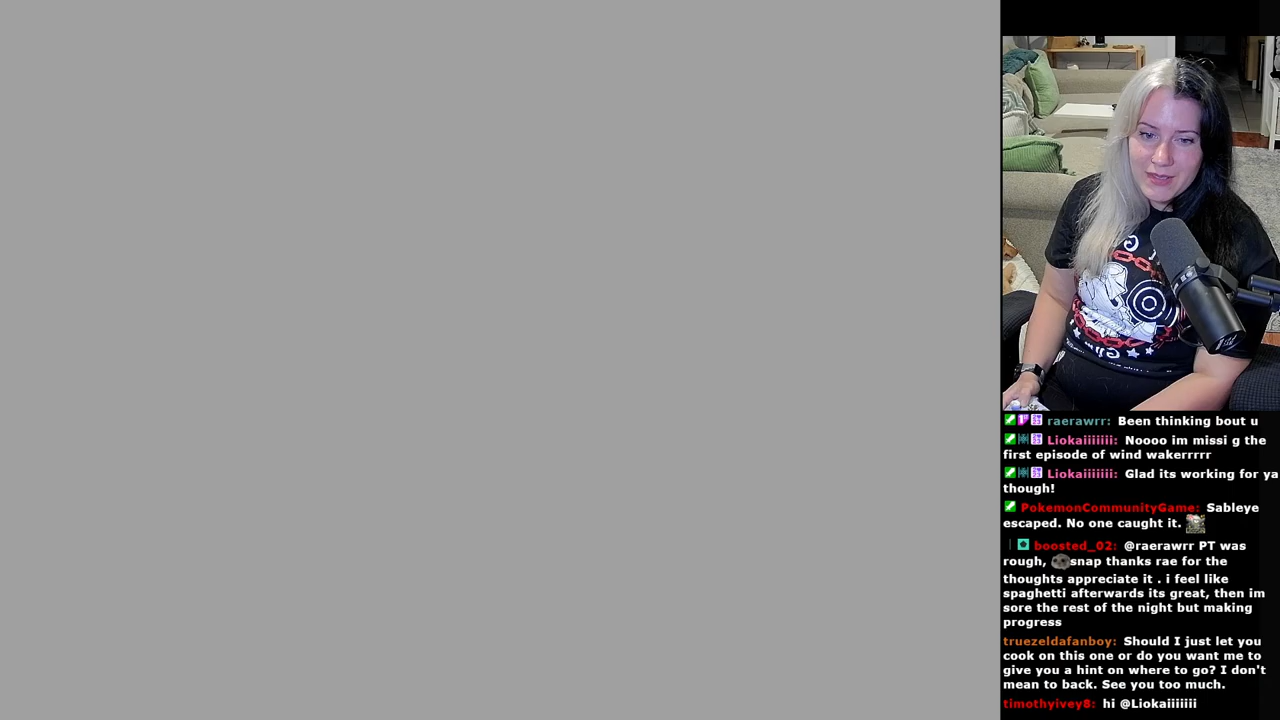 raerawrr: Been thinking bout u
Liokaiiiiiii: Noooo im missi g the
first episode of wind wakerrrrr
Liokaiiiiiii: Glad its working for ya
though!
PokemonCommunityGame: Sableye
escaped. No one caught it.
boosted_02: @raerawrr PT was
rough, snap thanks rae for the
thoughts appreciate it . i feel like
spaghetti afterwards its great, then im
sore the rest of the night but making
progress
truezeldafanboy: Should I just let you
cook on this one or do you want me to
give you a hint on where to go? I don't
mean to back. See you too much.
timothyivey8: hi @Liokaiiiiiii